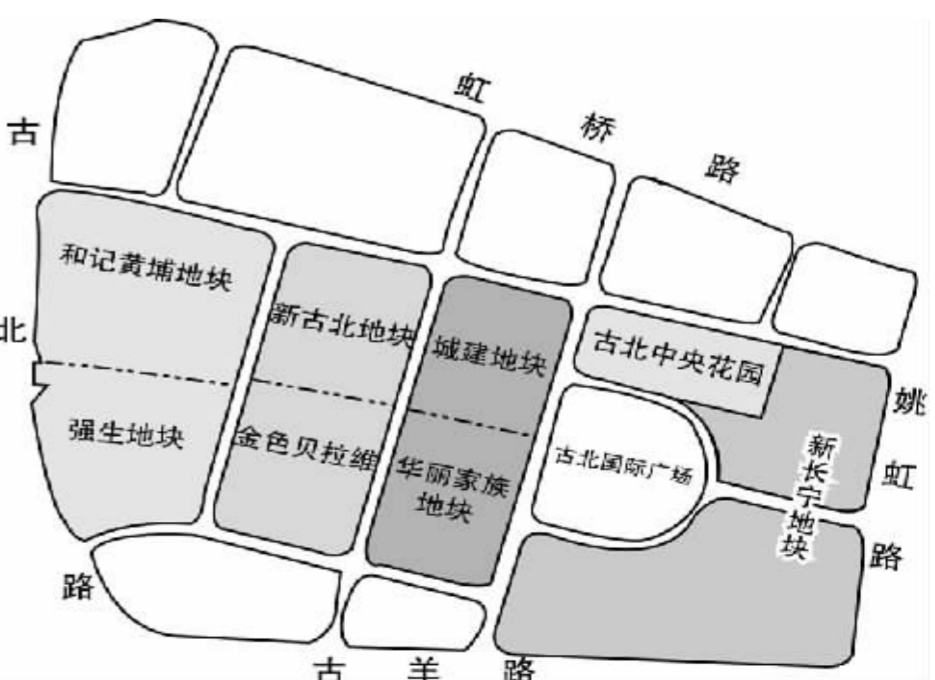 虹桥路
古北路
和记黄埔地块
新古北地块
城建地块
古北中央花园
姚虹路
强生地块
金色贝拉维
华丽家族
地块
古北国际广场
新长宁地块
古羊路